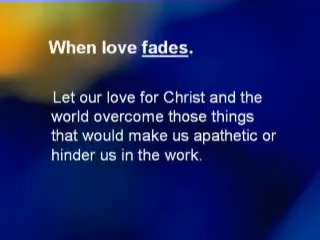 When love fades.
Let our love for Christ and the
world overcome those things
that would make us apathetic or
hinder us in the work.